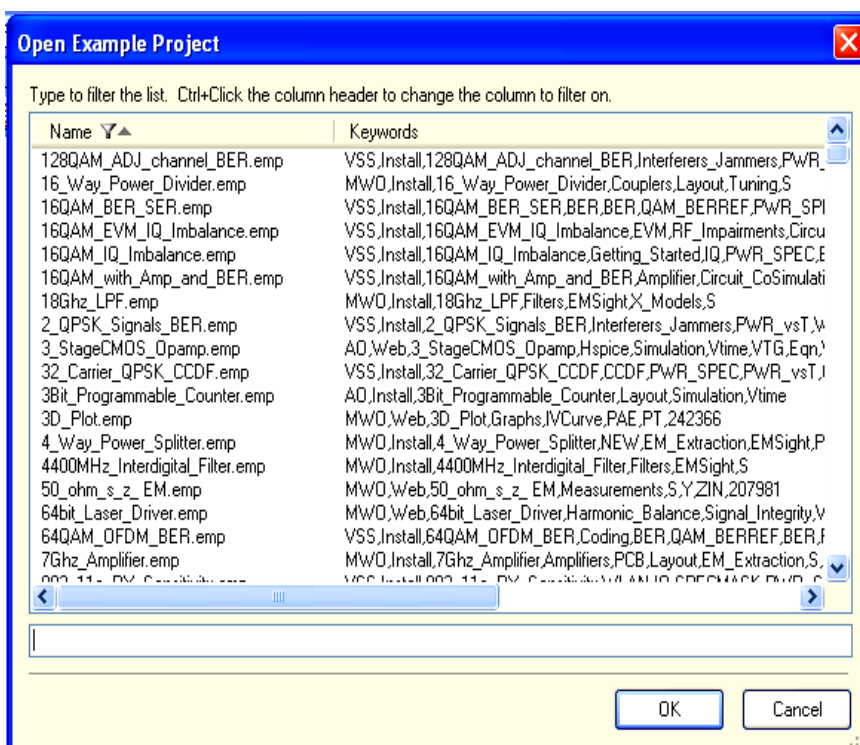 Open Example Project
Type to filter the list. Ctrl+Click the column header to change the column to filter on.
Name Keywords
128QAM_ADJ_channel_BER.emp VSS,Install,128QAM_ADJ_channel_BER,Interferers_Jammers,PWR_
16_Way_Power_Divider.emp MWO,Install,16_Way_Power_Divider,Couplers,Layout,Tuning,S
16QAM_BER_SER.emp VSS,Install,16QAM_BER_SER,BER,BER,QAM_BERREF,PWR_SPE
16QAM_EVM_IQ_Imbalance.emp VSS,Install,16QAM_EVM_IQ_Imbalance,EVM,RF_Impairments,Circu
16QAM_IQ_Imbalance.emp VSS,Install,16QAM_IQ_Imbalance,Getting_Started,IQ,PWR_SPEC,E
16QAM_with_Amp_and_BER.emp VSS,Install,16QAM_with_Amp_and_BER,Amplifier,Circuit_CoSimulati
18Ghz_LPF.emp MWO,Install,18Ghz_LPF,Filters,EMSight,X_Models,S
2_QPSK_Signals_BER.emp VSS,Install,2_QPSK_Signals_BER,Interferers_Jammers,PWR_vsT,
3_StageCMOS_Opamp.emp AO,Web,3_StageCMOS_Opamp,Hspice,Simulation,Vtime,VTG,Eqn,
32_Carrier_QPSK_CCDF.emp VSS,Install,32_Carrier_QPSK_CCDF,CCDF,PWR_SPEC,PWR_vsT,
3Bit_Programmable_Counter.emp AO,Install,3Bit_Programmable_Counter,Layout,Simulation,Vtime
3D_Plot.emp MWO,Web,3D_Plot,Graphs,IVCurve,PAE,PT,242366
4_Way_Power_Splitter.emp MWO,Install,4_Way_Power_Splitter,NEW,EM_Extraction,EMSight,P
4400MHz_Interdigital_Filter.emp MWO,Install,4400MHz_Interdigital_Filter,Filters,EMSight,S
50_ohm_s_z_ EM.emp MWO,Web,50_ohm_s_z_ EM,Measurements,S,Y,ZIN,207981
64bit_Laser_Driver.emp MWO,Web,64bit_Laser_Driver,Harmonic_Balance,Signal_Integrity,V
64QAM_OFDM_BER.emp VSS,Install,64QAM_OFDM_BER,Coding,BER,QAM_BERREF,BER,
7Ghz_Amplifier.emp MWO,Install,7Ghz_Amplifier,Amplifiers,PCB,Layout,EM_Extraction,S,
OK Cancel